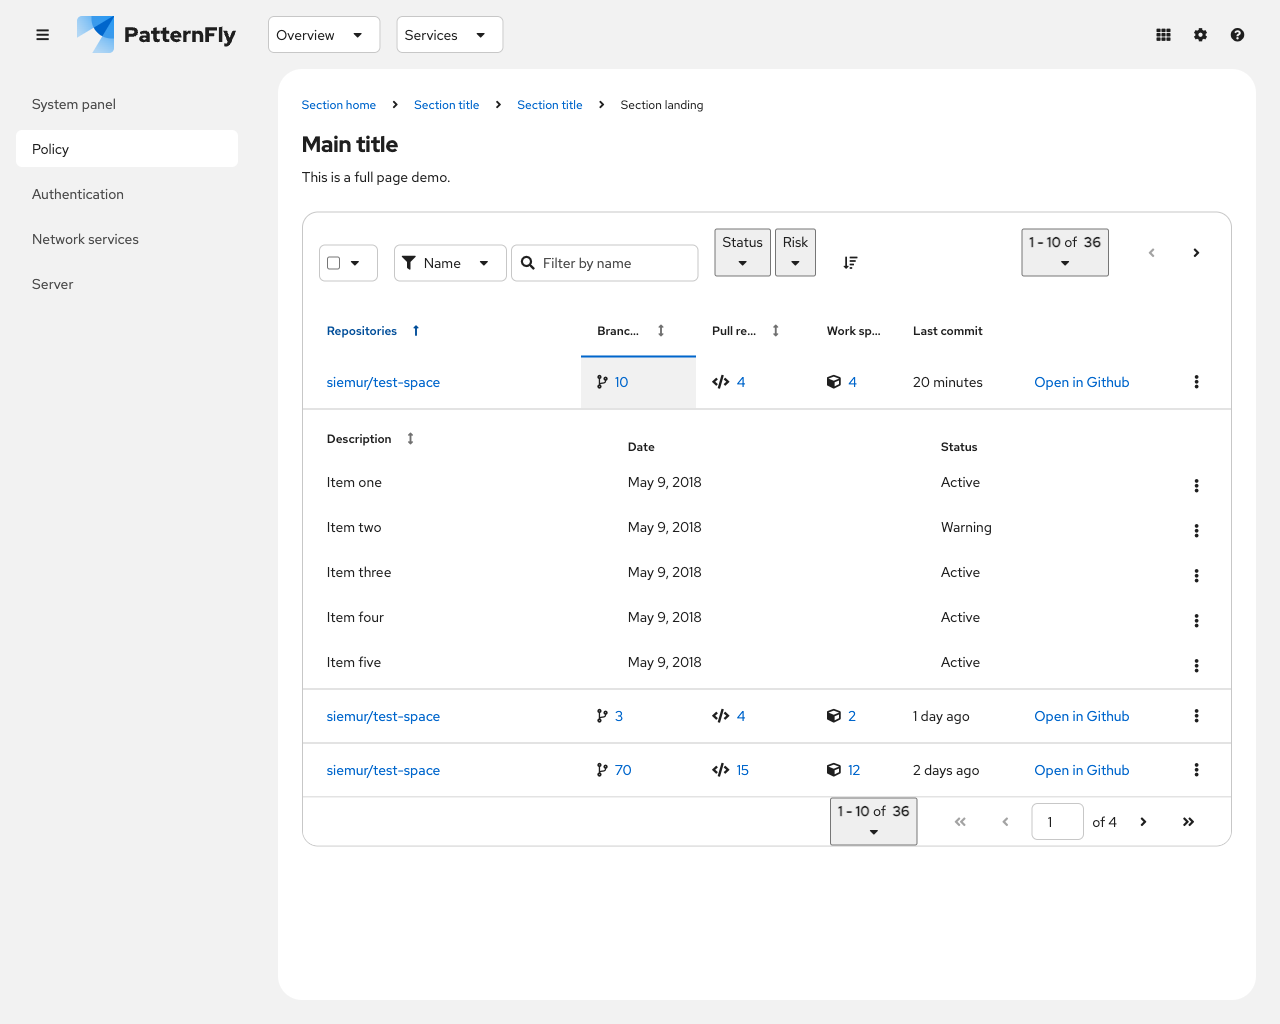 PatternFly
Overview
Services
System panel
Policy
Authentication
Network services
Server
Section home
Section title
Section title
Section landing
Main title
This is a full page demo.
Name
Filter by name
Status
Risk
1 - 10 of 36
Repositories
Branc...
Pull re...
Work sp...
Last commit
siemur/test-space
10
4
4
20 minutes
Open in Github
Description
Date
Status
Item one
May 9, 2018
Active
Item two
May 9, 2018
Warning
Item three
May 9, 2018
Active
Item four
May 9, 2018
Active
Item five
May 9, 2018
Active
siemur/test-space
3
4
2
1 day ago
Open in Github
siemur/test-space
70
15
12
2 days ago
Open in Github
1 - 10 of 36
1
of 4